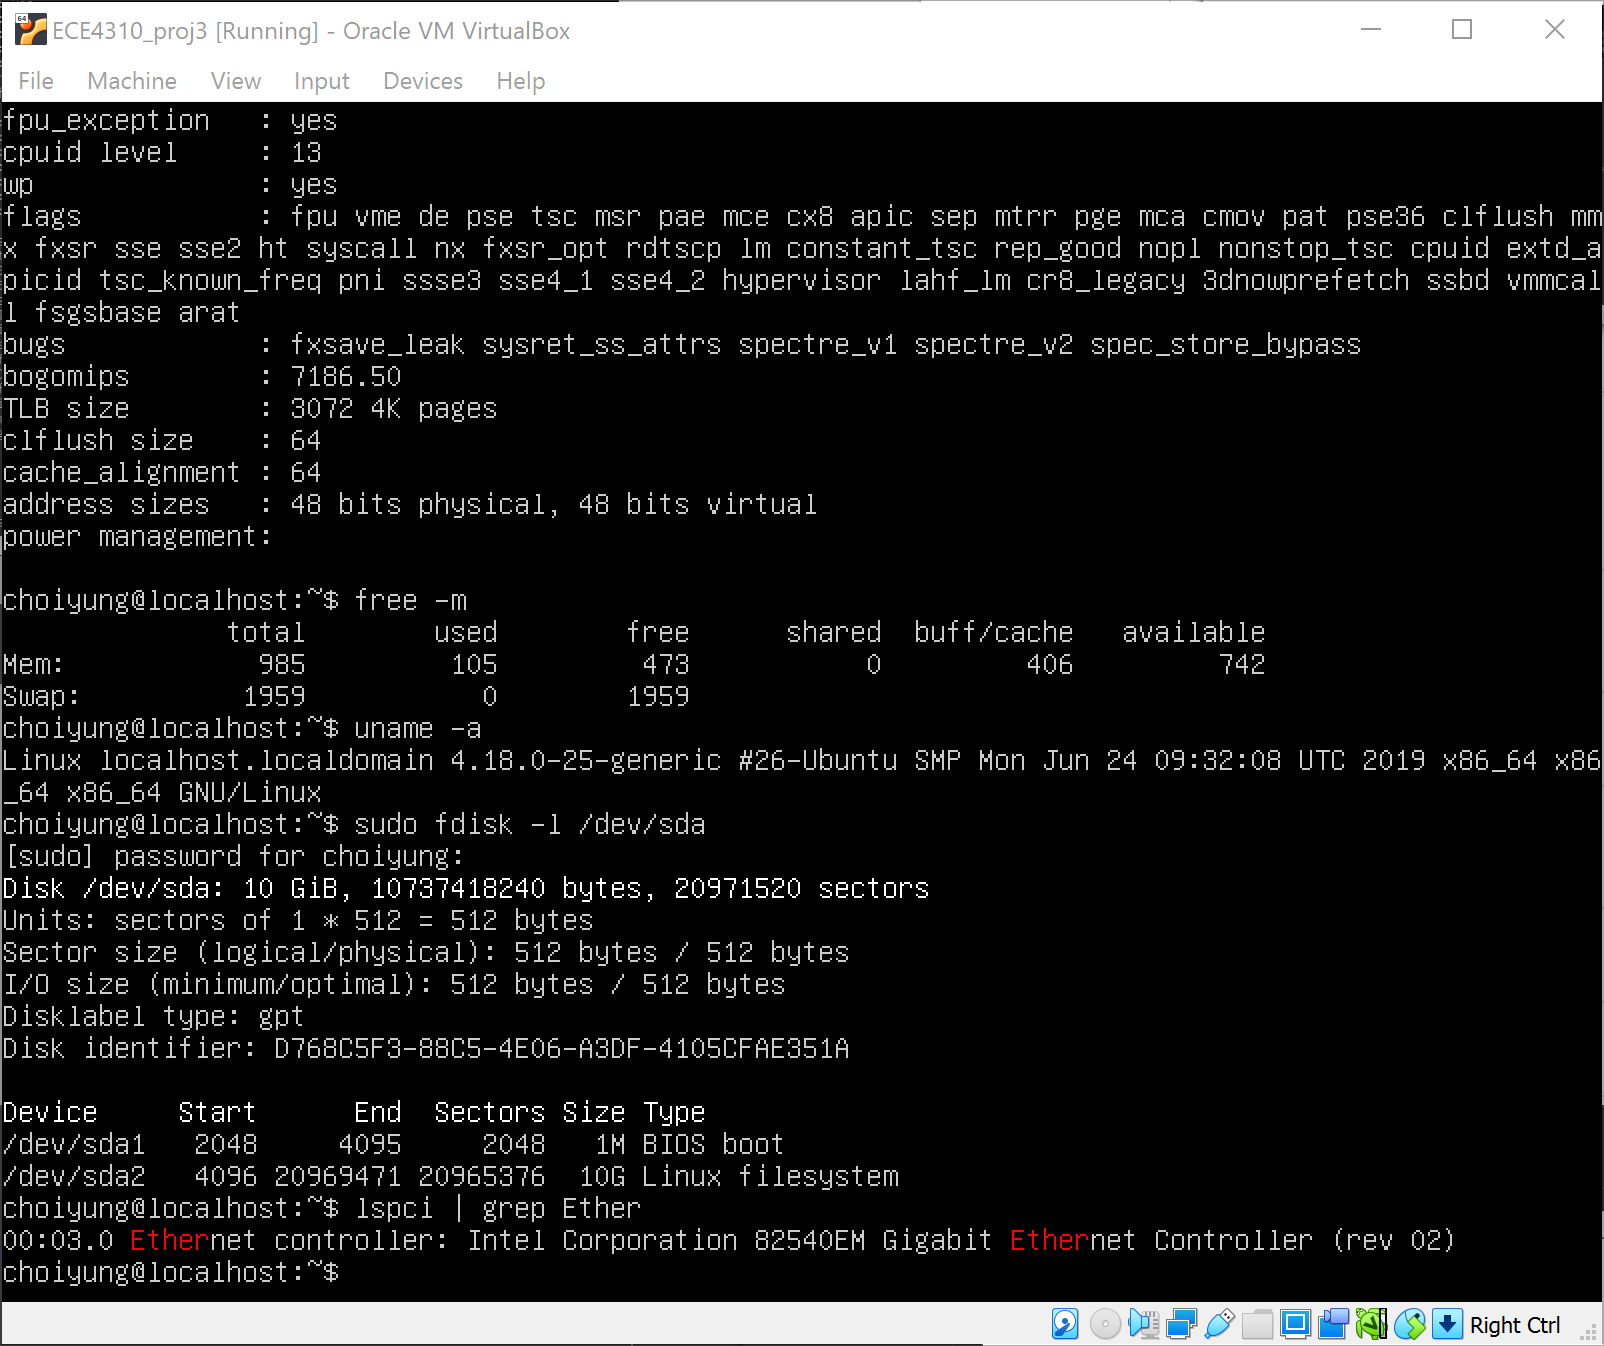 ECE4310_proj3 [Running] - Oracle VM VirtualBox
File Machine View Input Devices Help
fpu_exception   : yes
cpuid level     : 13
wp              : yes
flags           : fpu vme de pse tsc msr pae mce cx8 apic sep mtrr pge mca cmov pat pse36 clflush mm
x fxsr sse sse2 ht syscall nx fxsr_opt rdtscp lm constant_tsc rep_good nopl nonstop_tsc cpuid extd_a
picid tsc_known_freq pni ssse3 sse4_1 sse4_2 hypervisor lahf_lm cr8_legacy 3dnowprefetch ssbd vmmcal
l fsgsbase arat
bugs            : fxsave_leak sysret_ss_attrs spectre_v1 spectre_v2 spec_store_bypass
bogomips        : 7186.50
TLB size        : 3072 4K pages
clflush size    : 64
cache_alignment : 64
address sizes   : 48 bits physical, 48 bits virtual
power management:
choiyung@localhost:~$ free -m
              total        used        free      shared  buff/cache   available
Mem:            985         105         473           0         406         742
Swap:          1959           0        1959
choiyung@localhost:~$ uname -a
Linux localhost.localdomain 4.18.0-25-generic #26-Ubuntu SMP Mon Jun 24 09:32:08 UTC 2019 x86_64 x86
_64 x86_64 GNU/Linux
choiyung@localhost:~$ sudo fdisk -l /dev/sda
[sudo] password for choiyung:
Disk /dev/sda: 10 GiB, 10737418240 bytes, 20971520 sectors
Units: sectors of 1 * 512 = 512 bytes
Sector size (logical/physical): 512 bytes / 512 bytes
I/O size (minimum/optimal): 512 bytes / 512 bytes
Disklabel type: gpt
Disk identifier: D768C5F3-88C5-4E06-A3DF-4105CFAE351A
Device     Start      End  Sectors Size Type
/dev/sda1   2048     4095     2048   1M BIOS boot
/dev/sda2   4096 20969471 20965376  10G Linux filesystem
choiyung@localhost:~$ lspci | grep Ether
00:03.0 Ethernet controller: Intel Corporation 82540EM Gigabit Ethernet Controller (rev 02)
choiyung@localhost:~$
Right Ctrl